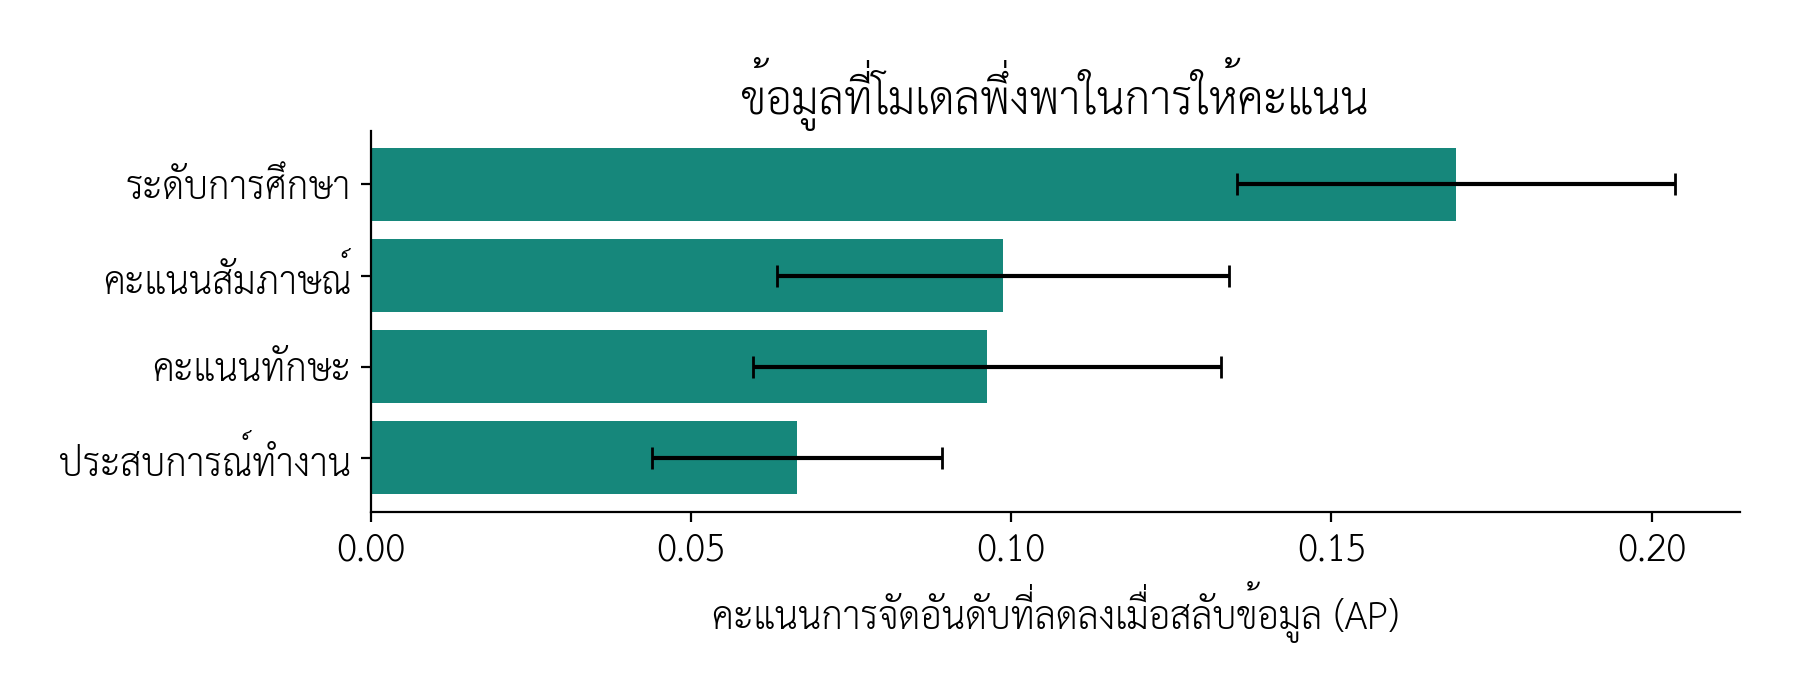 ข้อมูลที่โมเดลพึ่งพาในการให้คะแนน
ระดับการศึกษา
คะแนนสัมภาษณ์
คะแนนทักษะ
ประสบการณ์ทำงาน
0.00 0.05 0.10 0.15 0.20
คะแนนการจัดอันดับที่ลดลงเมื่อสลับข้อมูล (AP)